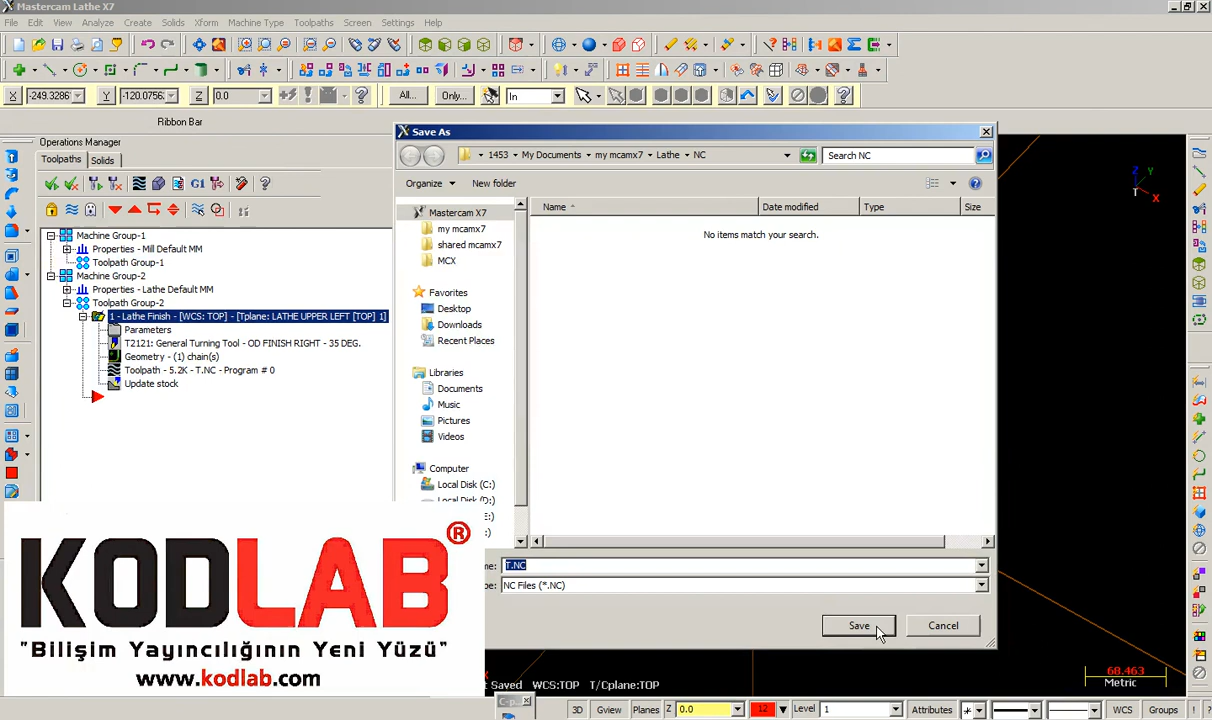 Mastercam Lathe X7
File Edit View Analyze Create Solids Xform Machine Type Toolpaths Screen Settings Help
X -249.3286 Y -120.0756 Z 0.0 All... Only... In
Ribbon Bar
Operations Manager
Toolpaths Solids
G1
Machine Group-1
Properties - Mill Default MM
Toolpath Group-1
Machine Group-2
Properties - Lathe Default MM
Toolpath Group-2
1 - Lathe Finish - [WCS: TOP] - [Tplane: LATHE UPPER LEFT [TOP] 1]
Parameters
T2121: General Turning Tool - OD FINISH RIGHT - 35 DEG.
Geometry - (1) chain(s)
Toolpath - 5.2K - T.NC - Program # 0
Update stock
Save As
1453 My Documents my mcamx7 Lathe NC
Search NC
Organize New folder
Mastercam X7
my mcamx7
shared mcamx7
MCX
Favorites
Desktop
Downloads
Recent Places
Libraries
Documents
Music
Pictures
Videos
Computer
Local Disk (C:)
Local Disk (D:)
Name Date modified Type Size
No items match your search.
T.NC
NC Files (*.NC)
Save Cancel
Z Y
T X
KODLAB®
"Bilişim Yayıncılığının Yeni Yüzü"
www.kodlab.com
t Saved WCS:TOP T/Cplane:TOP
68.463
Metric
3D Gview Planes Z 0.0 12 Level 1 Attributes WCS Groups ! ?